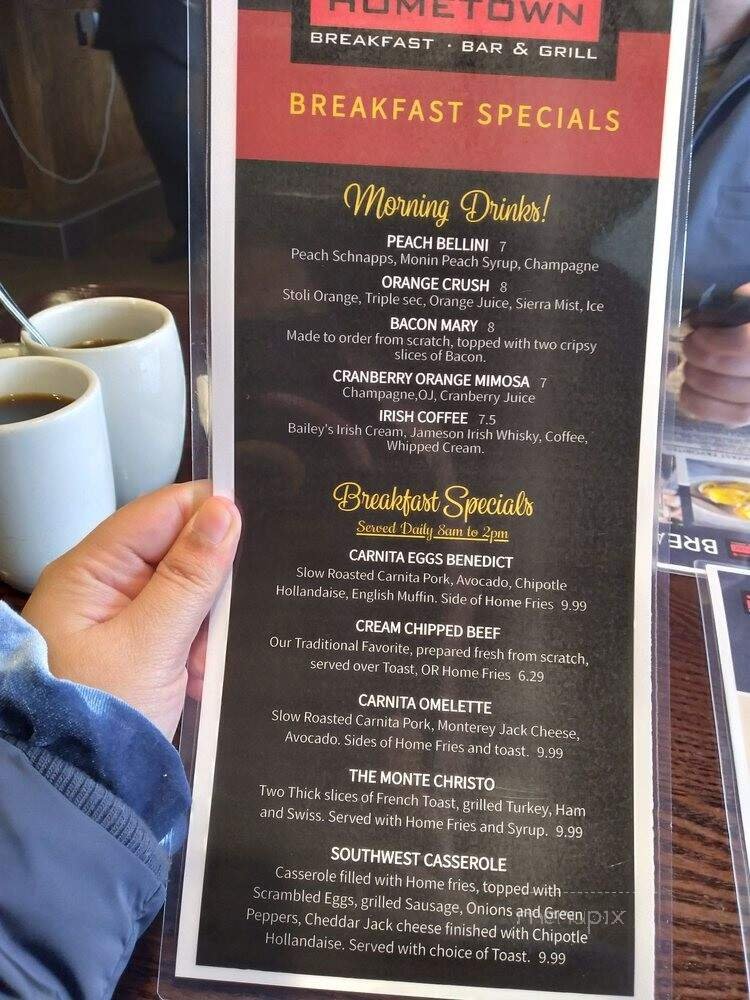 HOMETOWN
BREAKFAST · BAR & GRILL
BREAKFAST SPECIALS
Morning Drinks!
PEACH BELLINI 7
Peach Schnapps, Monin Peach Syrup, Champagne
ORANGE CRUSH 8
Stoli Orange, Triple sec, Orange Juice, Sierra Mist, Ice
BACON MARY 8
Made to order from scratch, topped with two cripsy
slices of Bacon.
CRANBERRY ORANGE MIMOSA 7
Champagne,OJ, Cranberry Juice
IRISH COFFEE 7.5
Bailey's Irish Cream, Jameson Irish Whisky, Coffee,
Whipped Cream.
Breakfast Specials
Served Daily 8am to 2pm
CARNITA EGGS BENEDICT
Slow Roasted Carnita Pork, Avocado, Chipotle
Hollandaise, English Muffin. Side of Home Fries 9.99
CREAM CHIPPED BEEF
Our Traditional Favorite, prepared fresh from scratch,
served over Toast, OR Home Fries 6.29
CARNITA OMELETTE
Slow Roasted Carnita Pork, Monterey Jack Cheese,
Avocado. Sides of Home Fries and toast. 9.99
THE MONTE CHRISTO
Two Thick slices of French Toast, grilled Turkey, Ham
and Swiss. Served with Home Fries and Syrup. 9.99
SOUTHWEST CASSEROLE
Casserole filled with Home fries, topped with
Scrambled Eggs, grilled Sausage, Onions and Green
Peppers, Cheddar Jack cheese finished with Chipotle
Hollandaise. Served with choice of Toast. 9.99
menupix
BREA